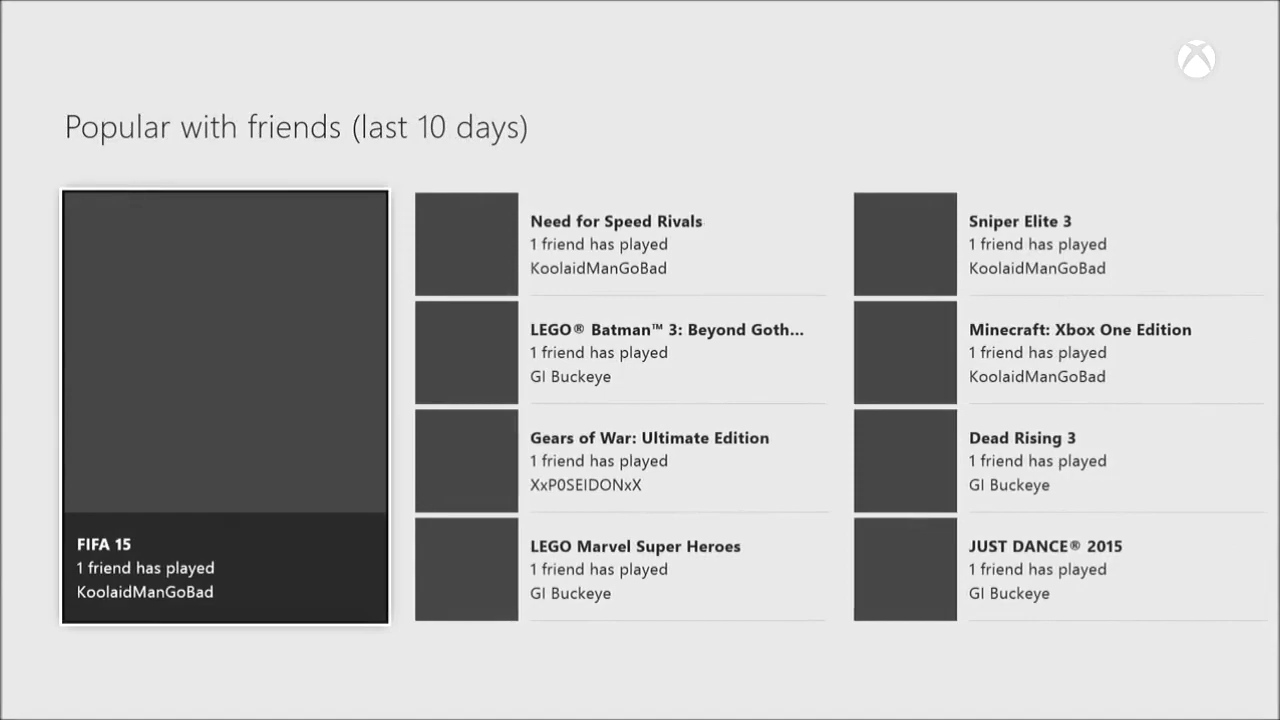 Popular with friends (last 10 days)
FIFA 15
1 friend has played
KoolaidManGoBad
Need for Speed Rivals
1 friend has played
KoolaidManGoBad
LEGO® Batman™ 3: Beyond Goth...
1 friend has played
GI Buckeye
Gears of War: Ultimate Edition
1 friend has played
XxP0SEIDONxX
LEGO Marvel Super Heroes
1 friend has played
GI Buckeye
Sniper Elite 3
1 friend has played
KoolaidManGoBad
Minecraft: Xbox One Edition
1 friend has played
KoolaidManGoBad
Dead Rising 3
1 friend has played
GI Buckeye
JUST DANCE® 2015
1 friend has played
GI Buckeye